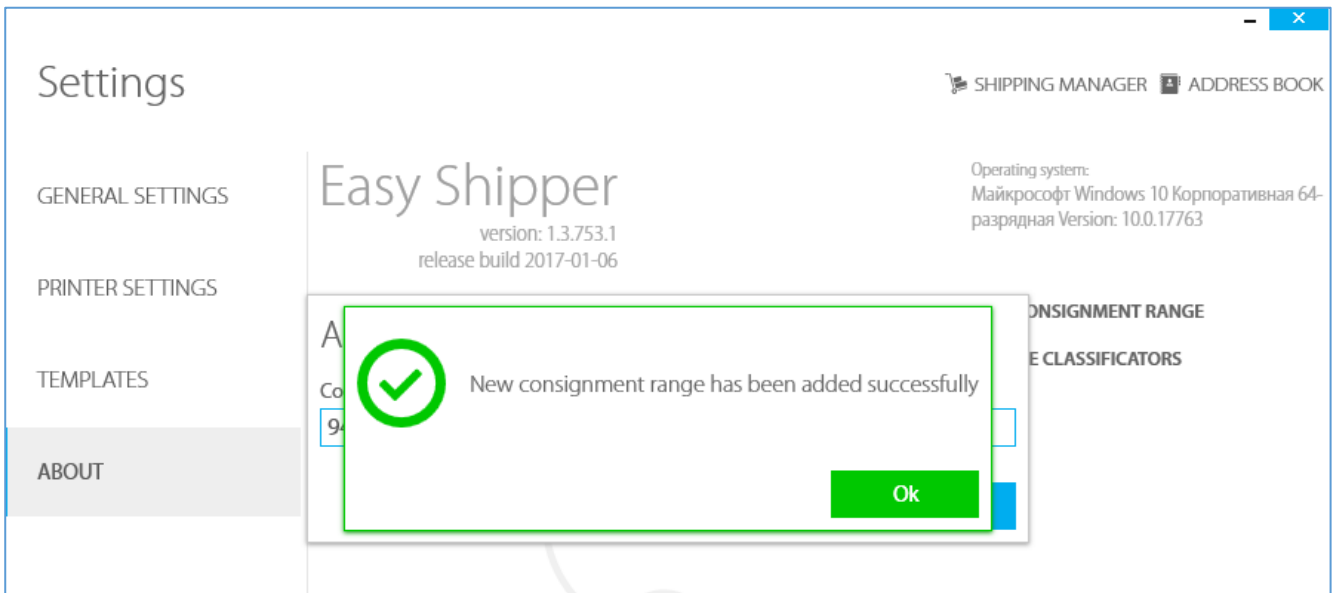 Settings
SHIPPING MANAGER ADDRESS BOOK
GENERAL SETTINGS
PRINTER SETTINGS
TEMPLATES
ABOUT
Easy Shipper
version: 1.3.753.1
release build 2017-01-06
Operating system:
Майкрософт Windows 10 Корпоративная 64-
разрядная Version: 10.0.17763
CONSIGNMENT RANGE
CLASSIFICATORS
New consignment range has been added successfully
Ok